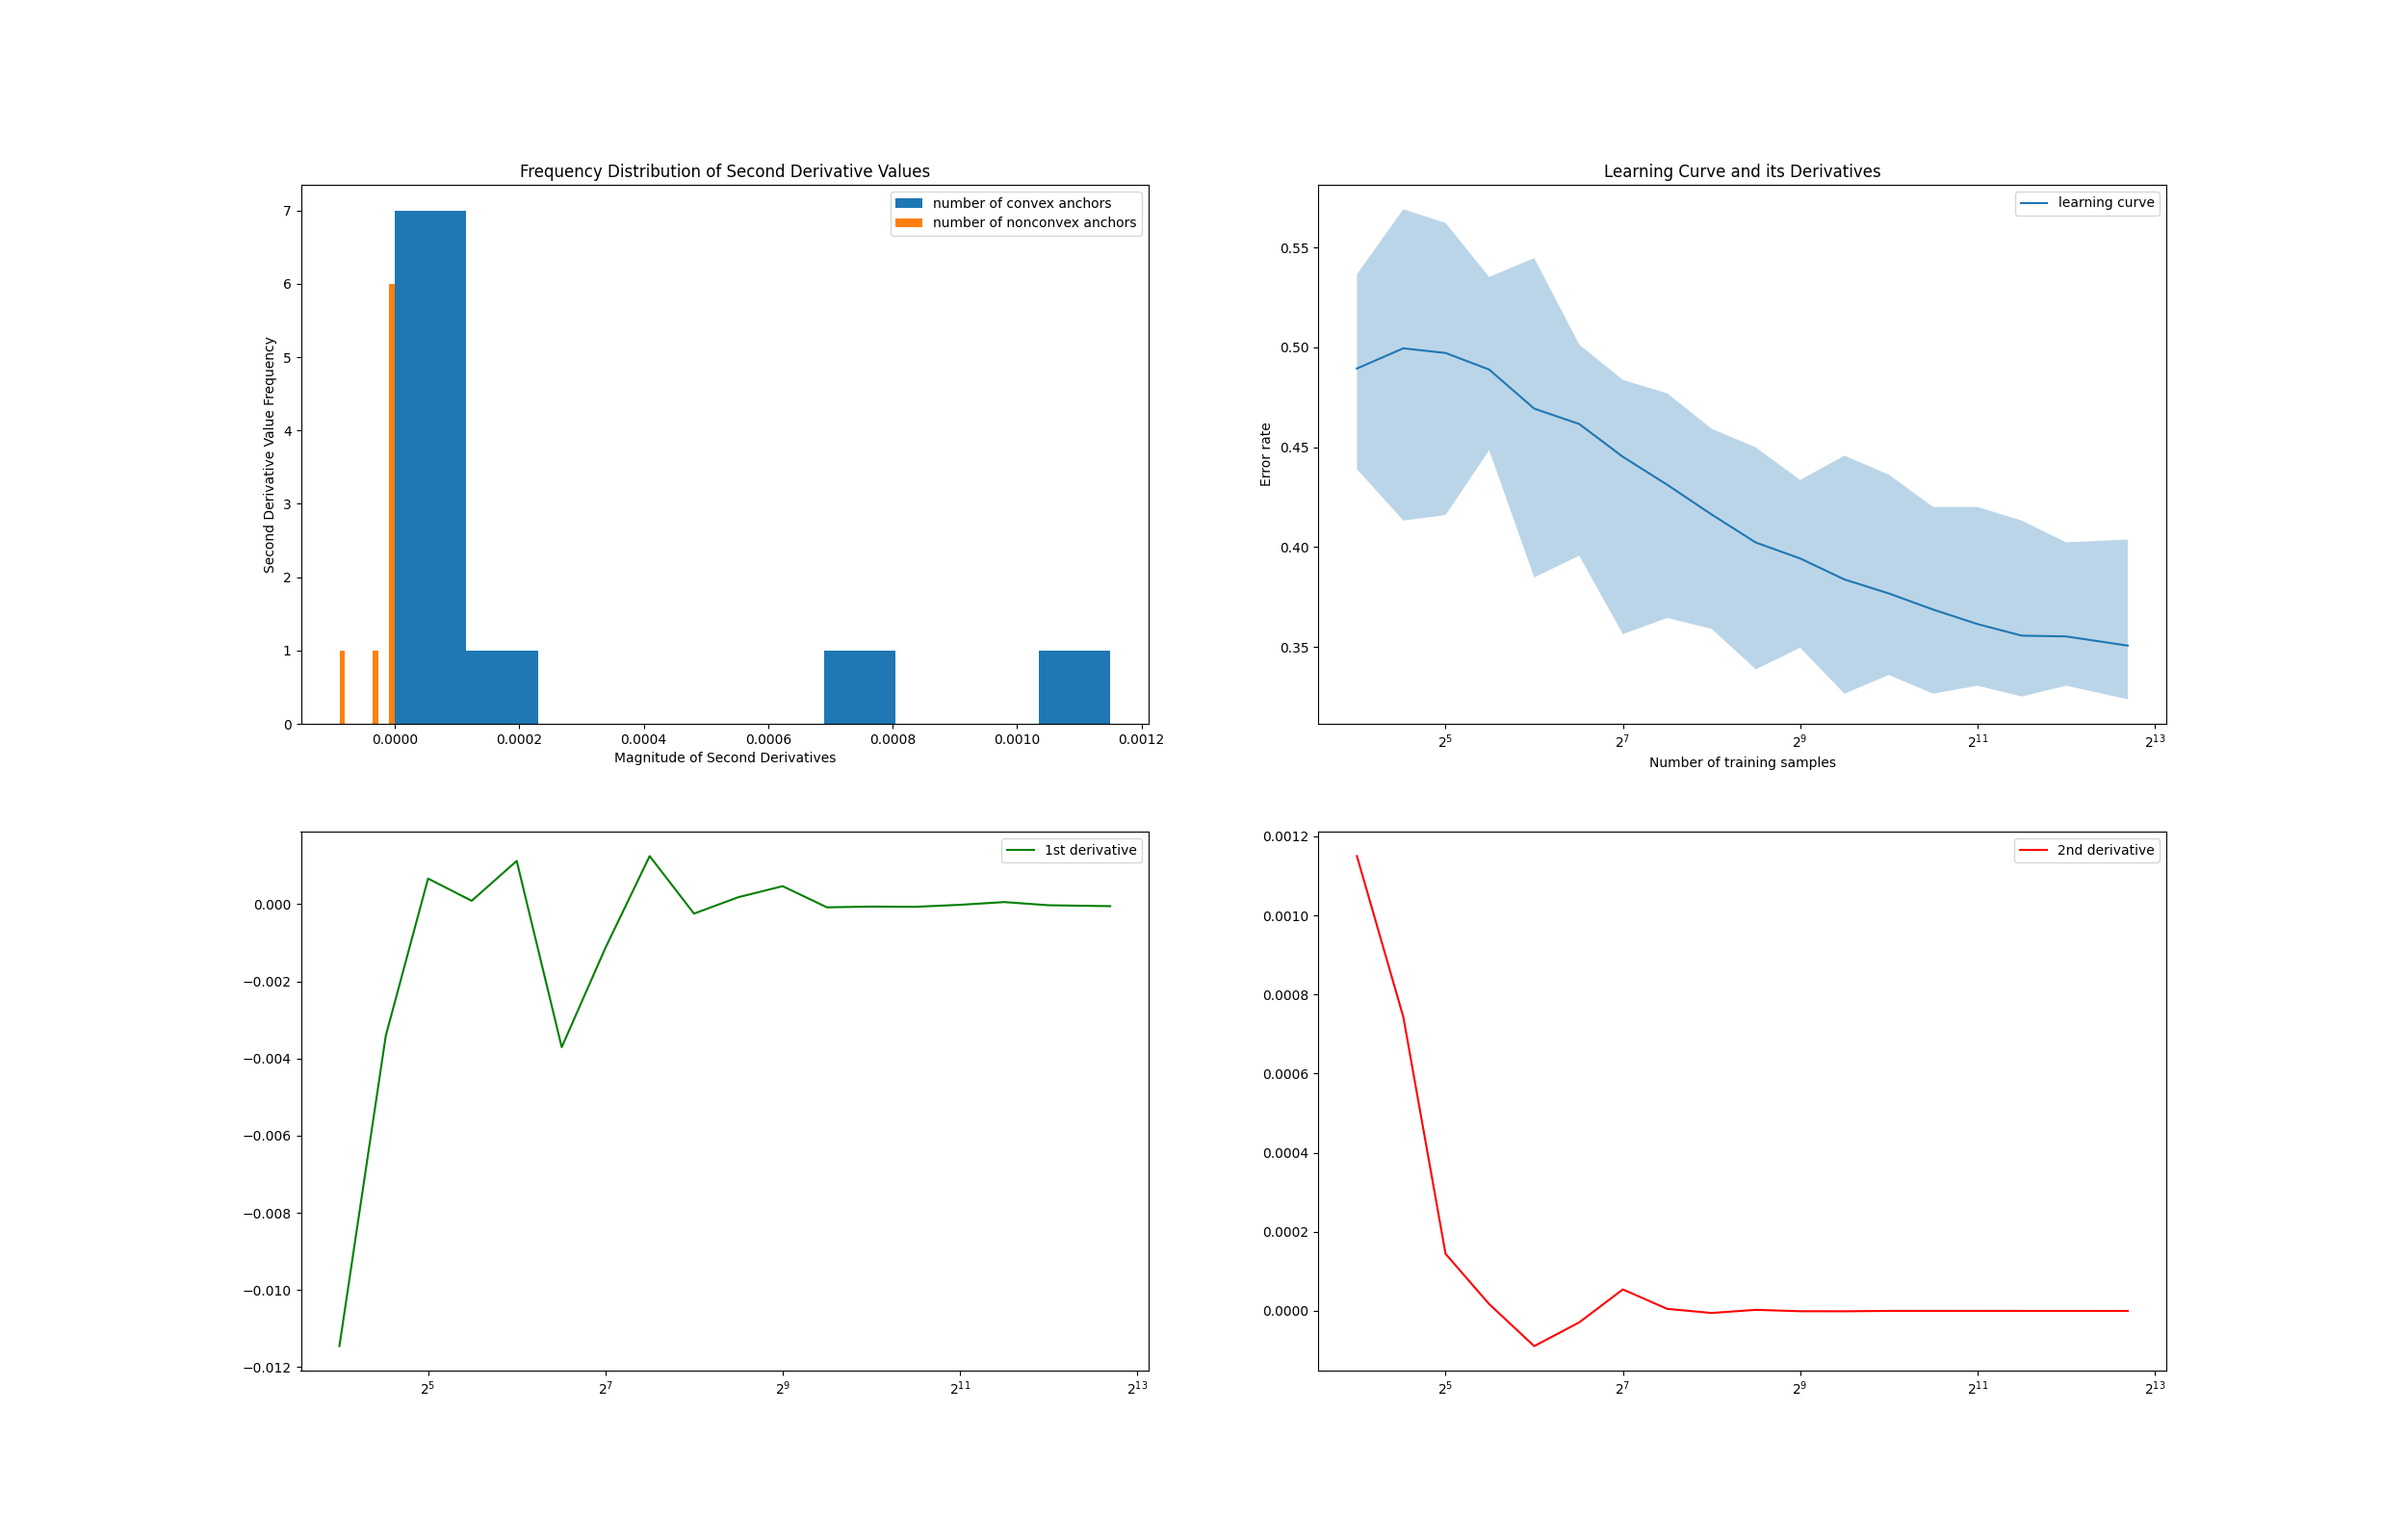 Frequency Distribution of Second Derivative Values
number of convex anchors
number of nonconvex anchors
Second Derivative Value Frequency
7
6
5
4
3
2
1
0
0.0000 0.0002 0.0004 0.0006 0.0008 0.0010 0.0012
Magnitude of Second Derivatives
Learning Curve and its Derivatives
learning curve
Error rate
0.55
0.50
0.45
0.40
0.35
2^5 2^7 2^9 2^11 2^13
Number of training samples
1st derivative
0.000
−0.002
−0.004
−0.006
−0.008
−0.010
−0.012
2^5 2^7 2^9 2^11 2^13
2nd derivative
0.0012
0.0010
0.0008
0.0006
0.0004
0.0002
0.0000
2^5 2^7 2^9 2^11 2^13